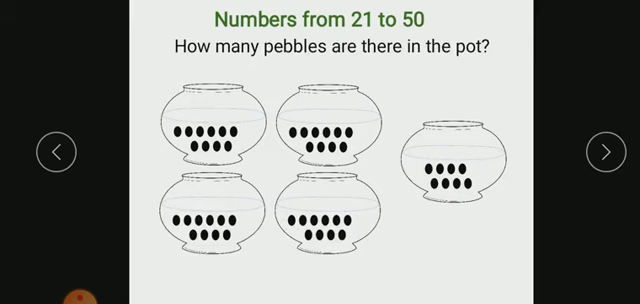 Numbers from 21 to 50
How many pebbles are there in the pot?